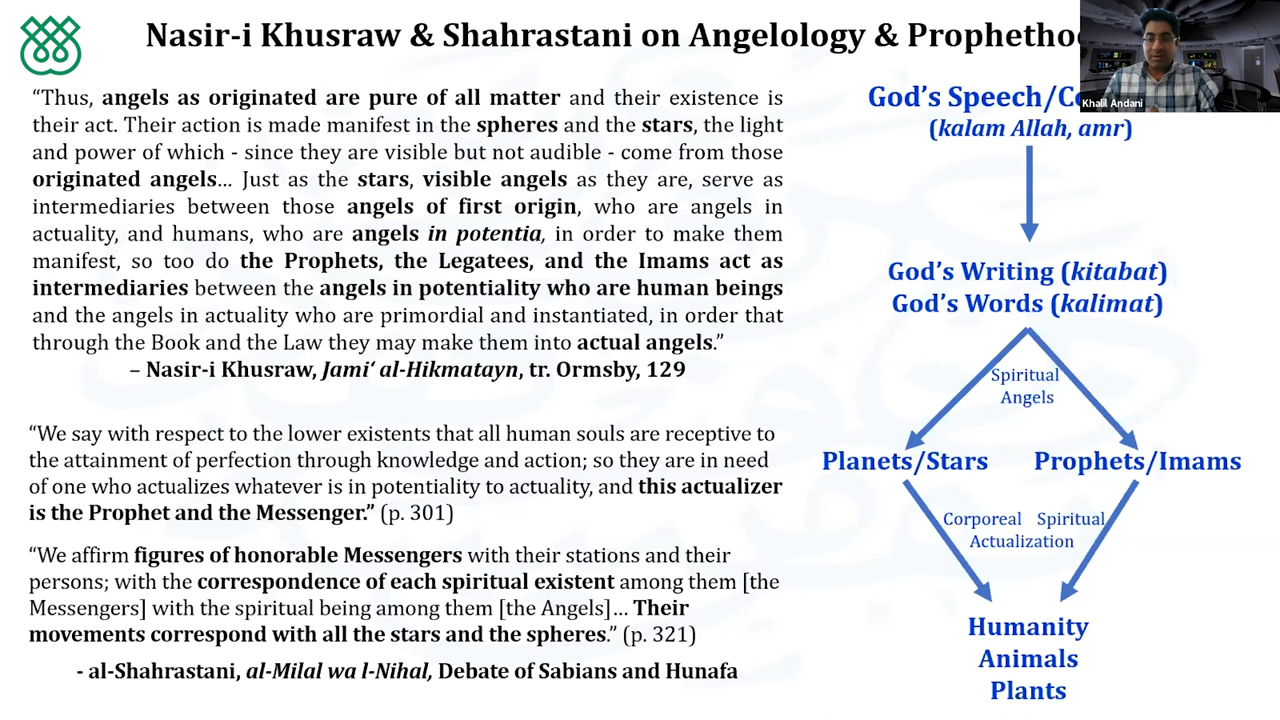 Nasir-i Khusraw & Shahrastani on Angelology & 
Khalil Andani
“Thus, angels as originated are pure of all matter and their existence is
their act. Their action is made manifest in the spheres and the stars, the light
and power of which - since they are visible but not audible - come from those
originated angels… Just as the stars, visible angels as they are, serve as
intermediaries between those angels of first origin, who are angels in
actuality, and humans, who are angels in potentia, in order to make them
manifest, so too do the Prophets, the Legatees, and the Imams act as
intermediaries between the angels in potentiality who are human beings
and the angels in actuality who are primordial and instantiated, in order that
through the Book and the Law they may make them into actual angels.”
– Nasir-i Khusraw, Jami‘ al-Hikmatayn, tr. Ormsby, 129
“We say with respect to the lower existents that all human souls are receptive to
the attainment of perfection through knowledge and action; so they are in need
of one who actualizes whatever is in potentiality to actuality, and this actualizer
is the Prophet and the Messenger.” (p. 301)
“We affirm figures of honorable Messengers with their stations and their
persons; with the correspondence of each spiritual existent among them [the
Messengers] with the spiritual being among them [the Angels]… Their
movements correspond with all the stars and the spheres.” (p. 321)
- al-Shahrastani, al-Milal wa l-Nihal, Debate of Sabians and Hunafa
God’s
(kalam Allah, amr)
God’s Writing (kitabat)
God’s Words (kalimat)
Spiritual
Angels
Planets/Stars
Prophets/Imams
Corporeal Spiritual
Actualization
Humanity
Animals
Plants